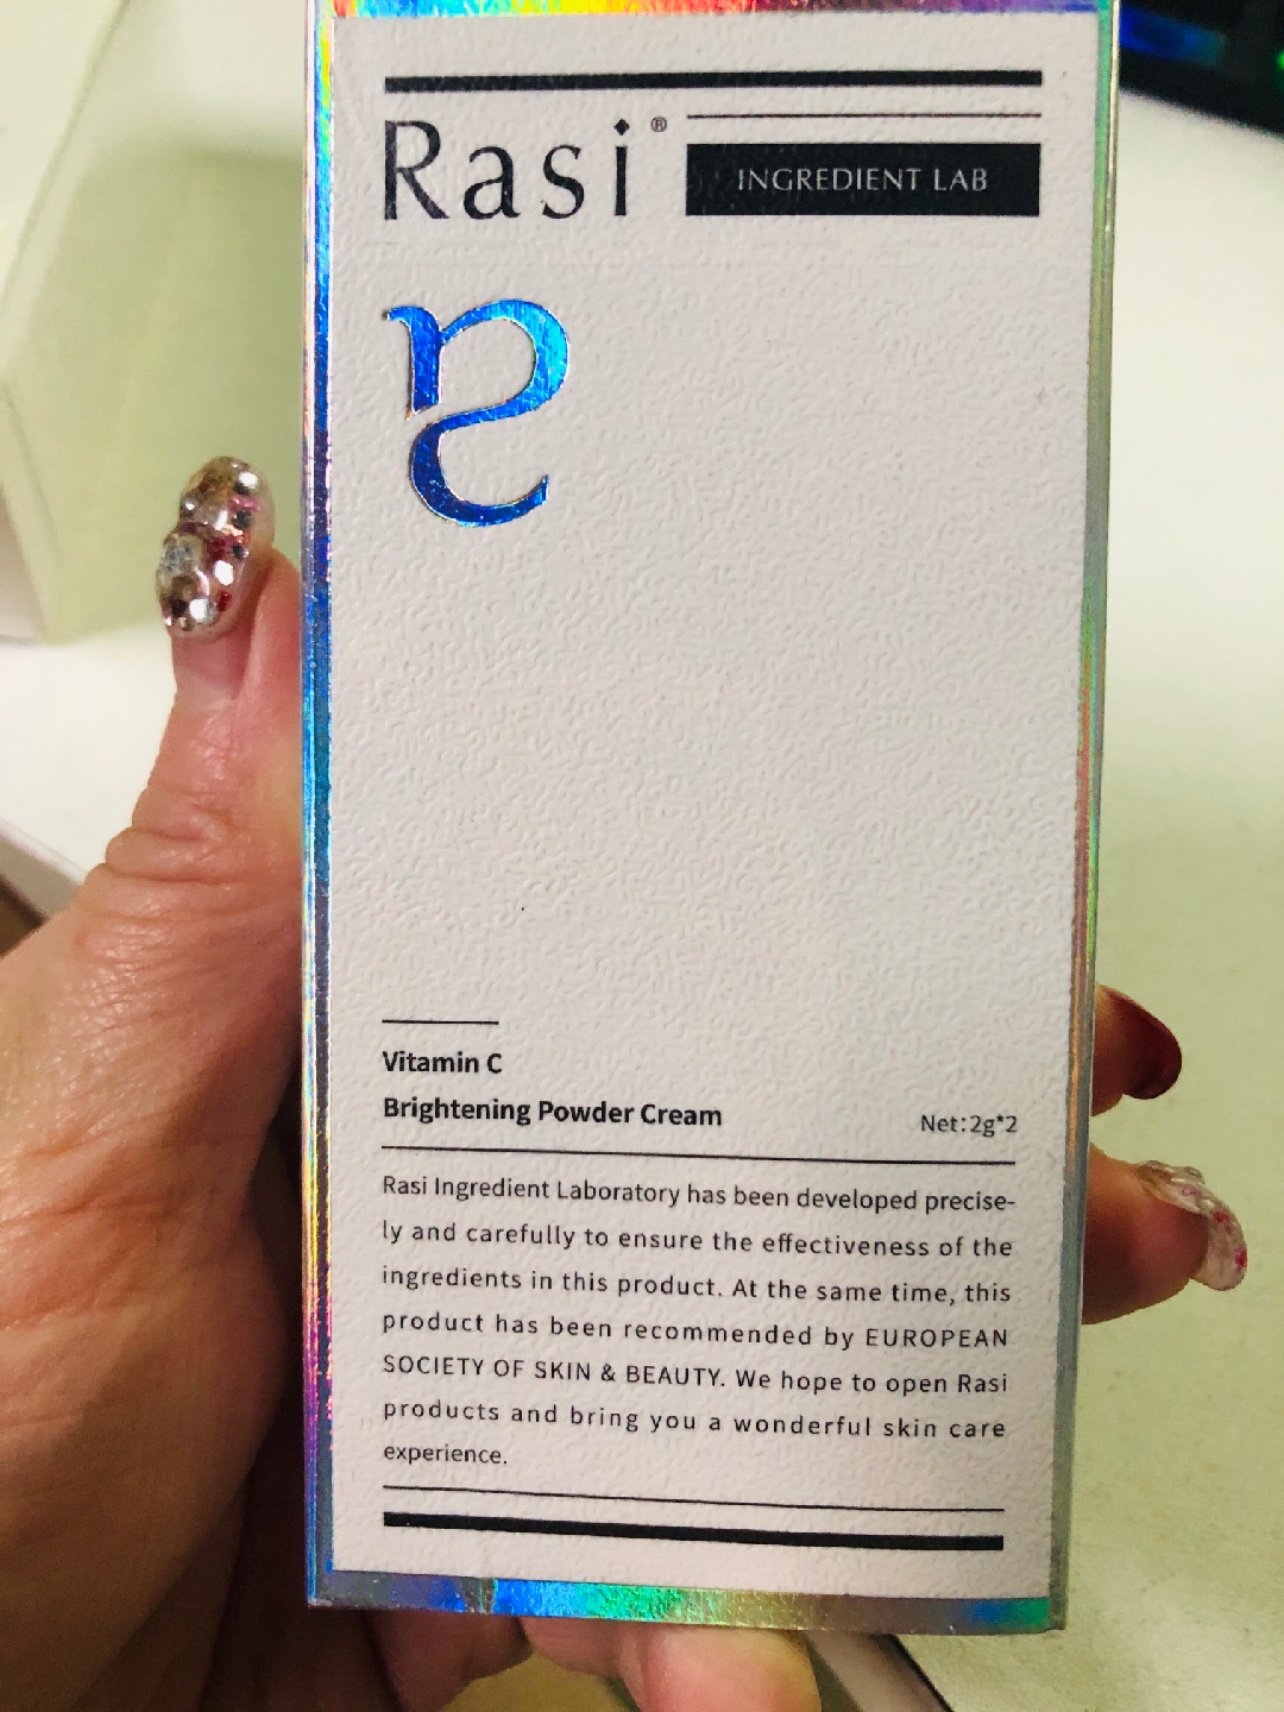 Rasi®
INGREDIENT LAB
Vitamin C
Brightening Powder Cream
Net:2g*2
Rasi Ingredient Laboratory has been developed precise-
ly and carefully to ensure the effectiveness of the
ingredients in this product. At the same time, this
product has been recommended by EUROPEAN
SOCIETY OF SKIN & BEAUTY. We hope to open Rasi
products and bring you a wonderful skin care
experience.